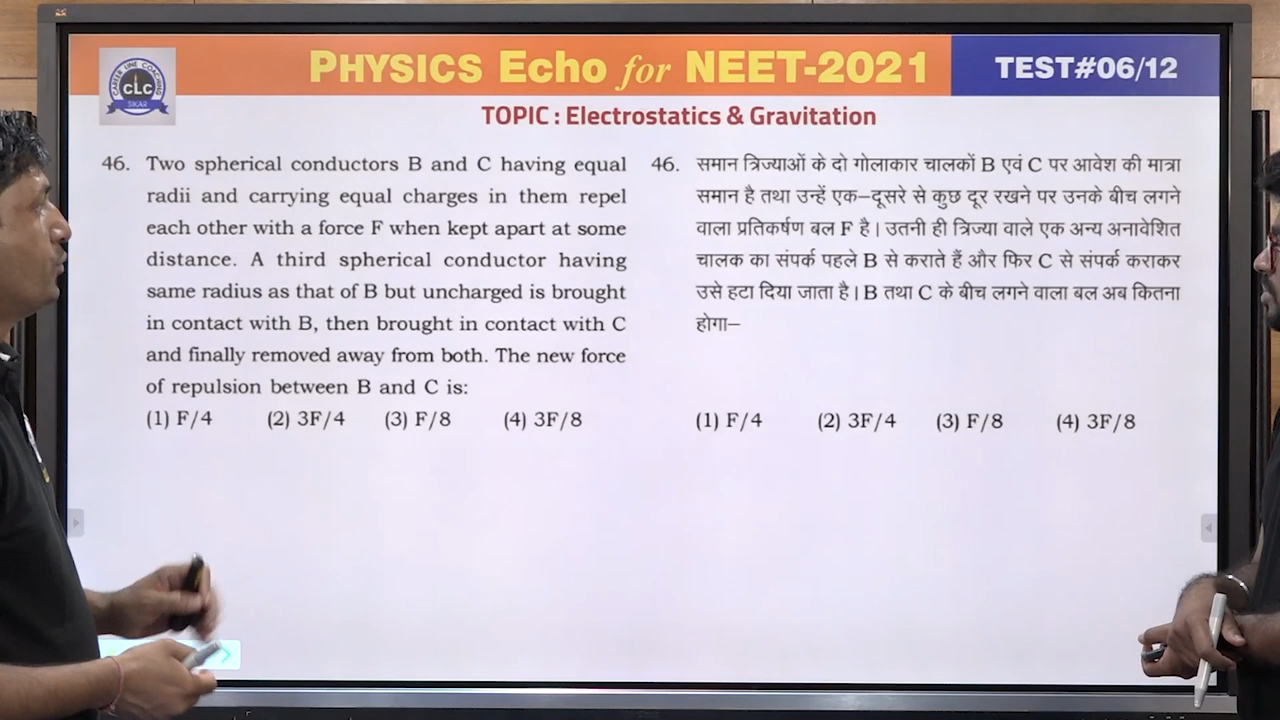 PHYSICS Echo for NEET-2021
TEST#06/12
CAREER LINE COACHING
CLC
SIKAR
TOPIC : Electrostatics & Gravitation
46. Two spherical conductors B and C having equal
radii and carrying equal charges in them repel
each other with a force F when kept apart at some
distance. A third spherical conductor having
same radius as that of B but uncharged is brought
in contact with B, then brought in contact with C
and finally removed away from both. The new force
of repulsion between B and C is:
(1) F/4 (2) 3F/4 (3) F/8 (4) 3F/8
46. समान त्रिज्याओं के दो गोलाकार चालकों B एवं C पर आवेश की मात्रा
समान है तथा उन्हें एक–दूसरे से कुछ दूर रखने पर उनके बीच लगने
वाला प्रतिकर्षण बल F है। उतनी ही त्रिज्या वाले एक अन्य अनावेशित
चालक का संपर्क पहले B से कराते हैं और फिर C से संपर्क कराकर
उसे हटा दिया जाता है। B तथा C के बीच लगने वाला बल अब कितना
होगा–
(1) F/4 (2) 3F/4 (3) F/8 (4) 3F/8